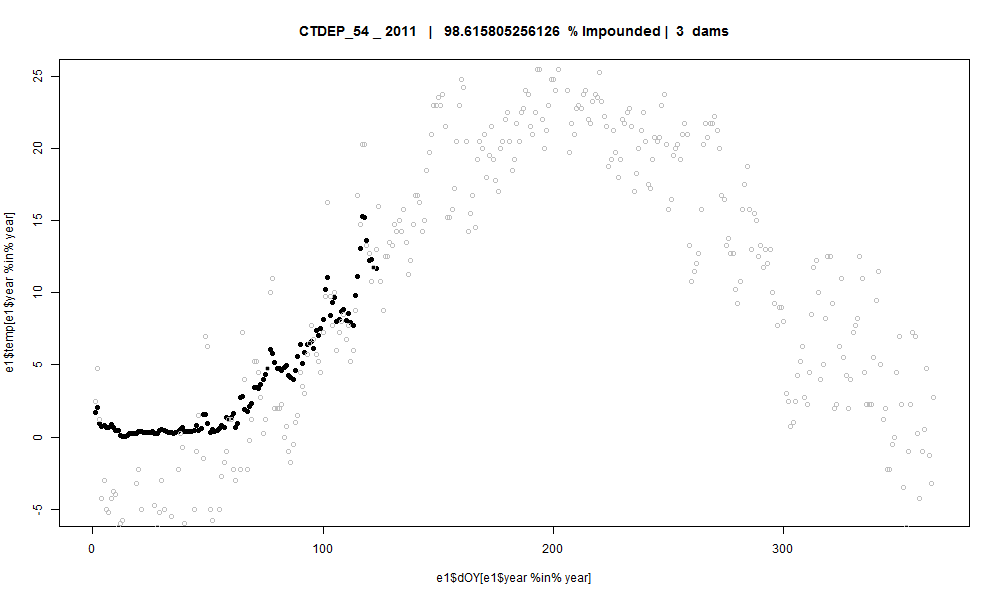 CTDEP_54 _ 2011 | 98.615805256126 % Impounded | 3 dams
e1$temp[e1$year %in% year]
25
20
15
10
5
0
-5
0 100 200 300
e1$dOY[e1$year %in% year]